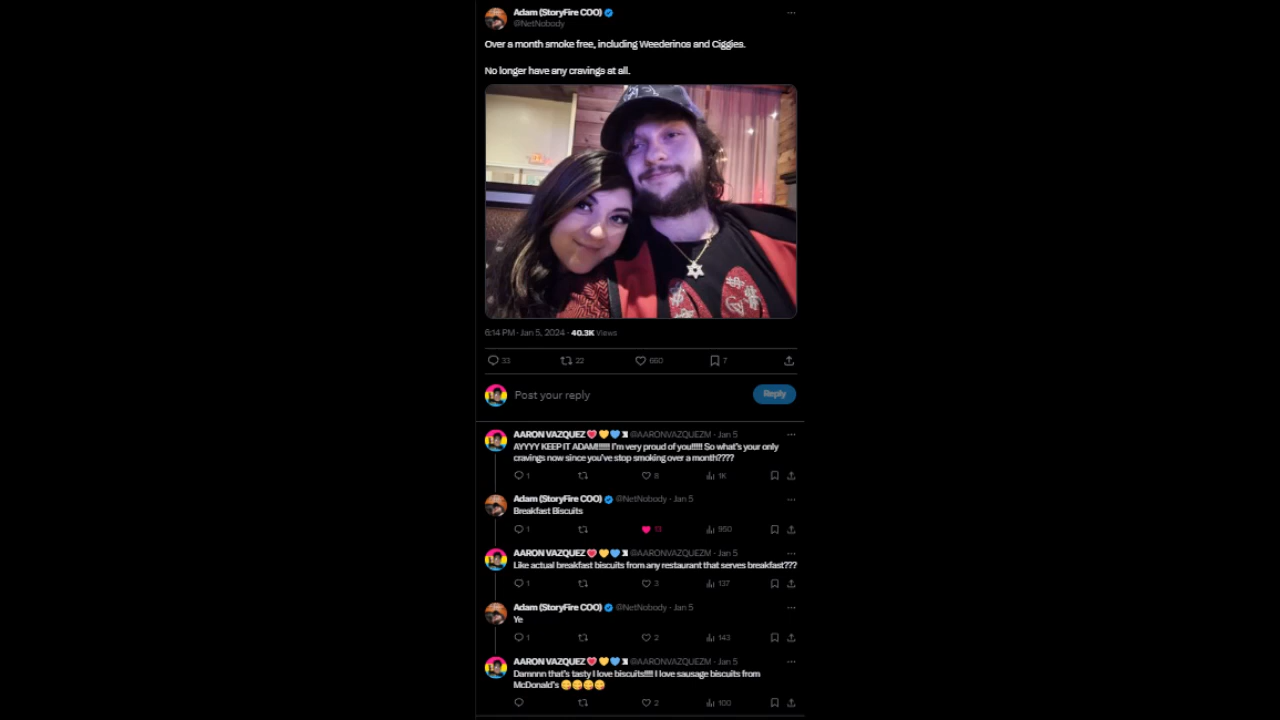 Adam (StoryFire COO)
@NetNobody
Over a month smoke free, including Weederinos and Ciggies.
No longer have any cravings at all.
6:14 PM · Jan 5, 2024 · 40.3K Views
33 22 660 7
Post your reply Reply
AARON VAZQUEZ @AARONVAZQUEZM · Jan 5
AYYYY KEEP IT ADAM!!!!!! I'm very proud of you!!!!! So what's your only
cravings now since you've stop smoking over a month????
1 8 1K
Adam (StoryFire COO) @NetNobody · Jan 5
Breakfast Biscuits
1 13 950
AARON VAZQUEZ @AARONVAZQUEZM · Jan 5
Like actual breakfast biscuits from any restaurant that serves breakfast???
1 3 137
Adam (StoryFire COO) @NetNobody · Jan 5
Ye
1 2 143
AARON VAZQUEZ @AARONVAZQUEZM · Jan 5
Damnnn that's tasty I love biscuits!!!! I love sausage biscuits from
McDonald's 😋😋😋😋
2 100